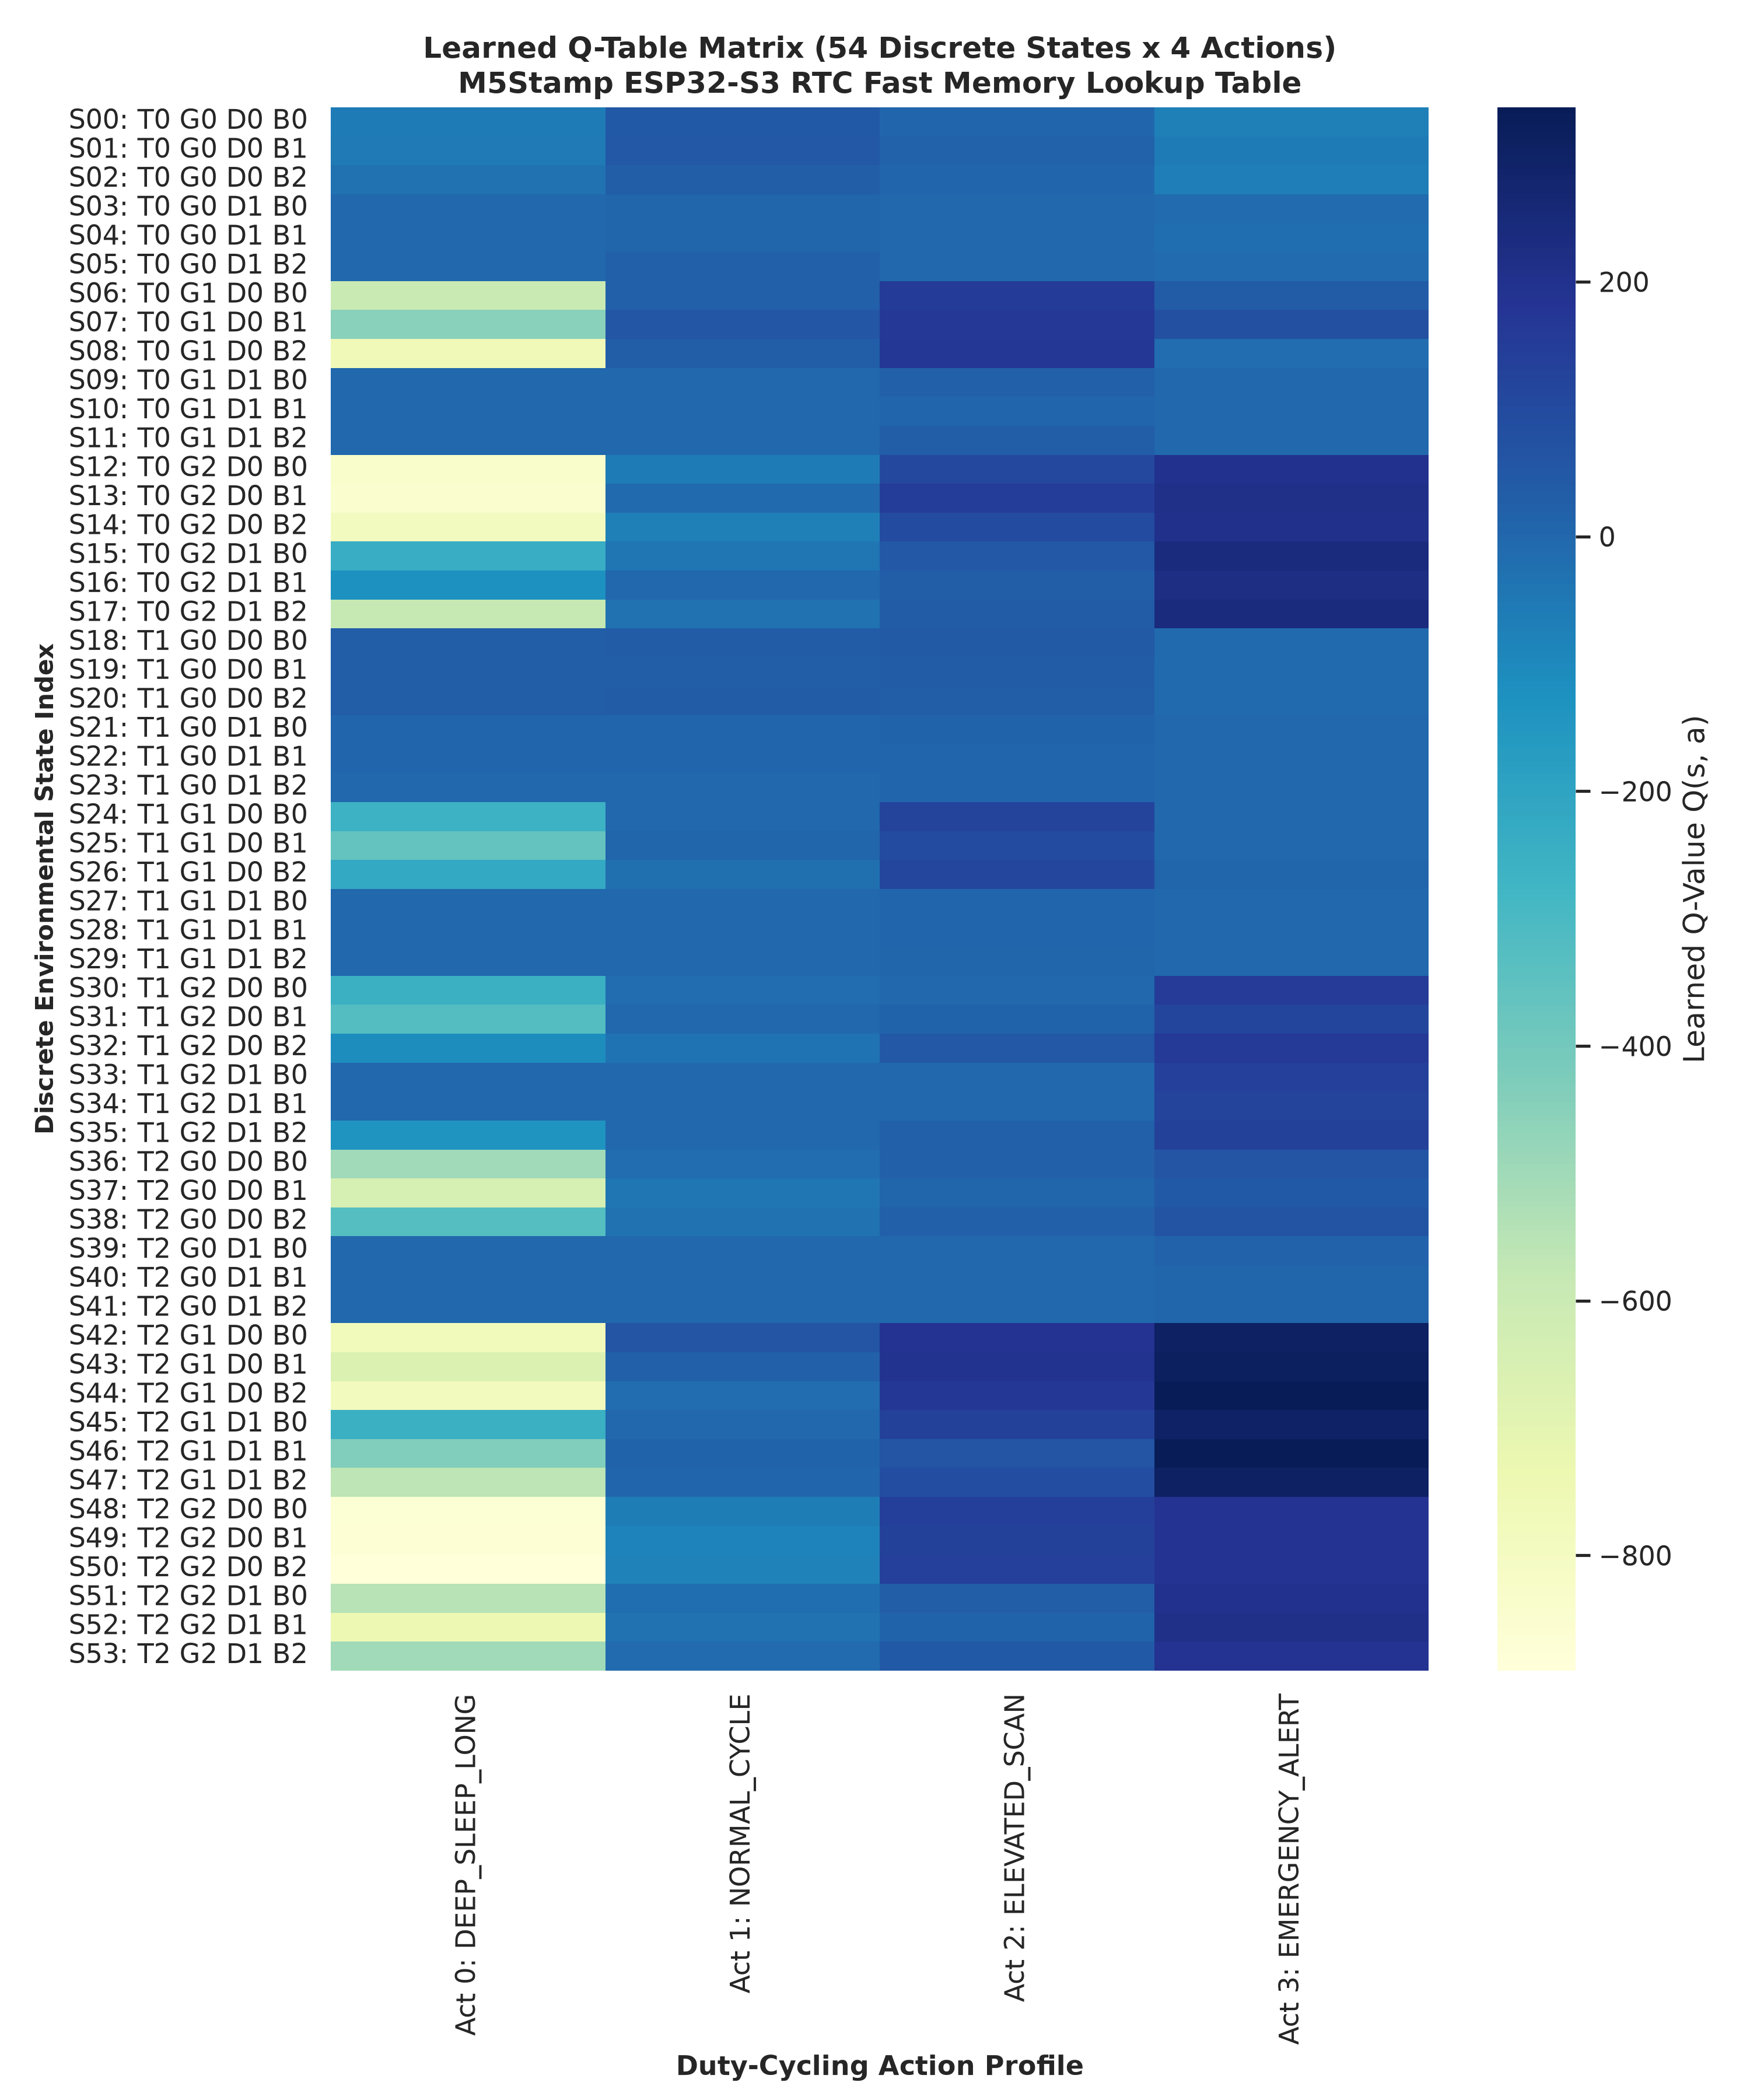 Learned Q-Table Matrix (54 Discrete States x 4 Actions)
M5Stamp ESP32-S3 RTC Fast Memory Lookup Table
Discrete Environmental State Index
S00: T0 G0 D0 B0
S01: T0 G0 D0 B1
S02: T0 G0 D0 B2
S03: T0 G0 D1 B0
S04: T0 G0 D1 B1
S05: T0 G0 D1 B2
S06: T0 G1 D0 B0
S07: T0 G1 D0 B1
S08: T0 G1 D0 B2
S09: T0 G1 D1 B0
S10: T0 G1 D1 B1
S11: T0 G1 D1 B2
S12: T0 G2 D0 B0
S13: T0 G2 D0 B1
S14: T0 G2 D0 B2
S15: T0 G2 D1 B0
S16: T0 G2 D1 B1
S17: T0 G2 D1 B2
S18: T1 G0 D0 B0
S19: T1 G0 D0 B1
S20: T1 G0 D0 B2
S21: T1 G0 D1 B0
S22: T1 G0 D1 B1
S23: T1 G0 D1 B2
S24: T1 G1 D0 B0
S25: T1 G1 D0 B1
S26: T1 G1 D0 B2
S27: T1 G1 D1 B0
S28: T1 G1 D1 B1
S29: T1 G1 D1 B2
S30: T1 G2 D0 B0
S31: T1 G2 D0 B1
S32: T1 G2 D0 B2
S33: T1 G2 D1 B0
S34: T1 G2 D1 B1
S35: T1 G2 D1 B2
S36: T2 G0 D0 B0
S37: T2 G0 D0 B1
S38: T2 G0 D0 B2
S39: T2 G0 D1 B0
S40: T2 G0 D1 B1
S41: T2 G0 D1 B2
S42: T2 G1 D0 B0
S43: T2 G1 D0 B1
S44: T2 G1 D0 B2
S45: T2 G1 D1 B0
S46: T2 G1 D1 B1
S47: T2 G1 D1 B2
S48: T2 G2 D0 B0
S49: T2 G2 D0 B1
S50: T2 G2 D0 B2
S51: T2 G2 D1 B0
S52: T2 G2 D1 B1
S53: T2 G2 D1 B2
Act 0: DEEP_SLEEP_LONG
Act 1: NORMAL_CYCLE
Act 2: ELEVATED_SCAN
Act 3: EMERGENCY_ALERT
Duty-Cycling Action Profile
200
0
−200
−400
−600
−800
Learned Q-Value Q(s, a)